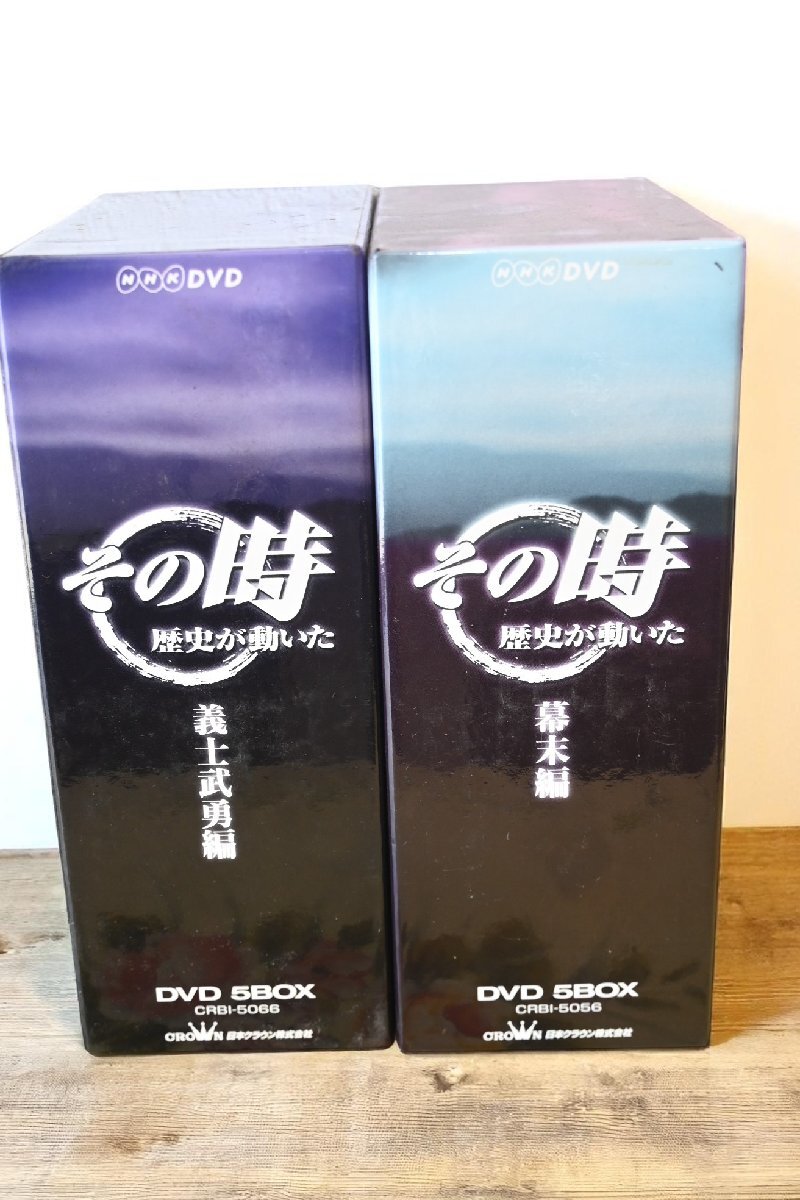 NHK DVD
その時
歴史が動いた
義士武勇編
DVD 5BOX
CRBI-5066
CROWN 日本クラウン株式会社
NHK DVD
その時
歴史が動いた
幕末編
DVD 5BOX
CRBI-5056
CROWN 日本クラウン株式会社